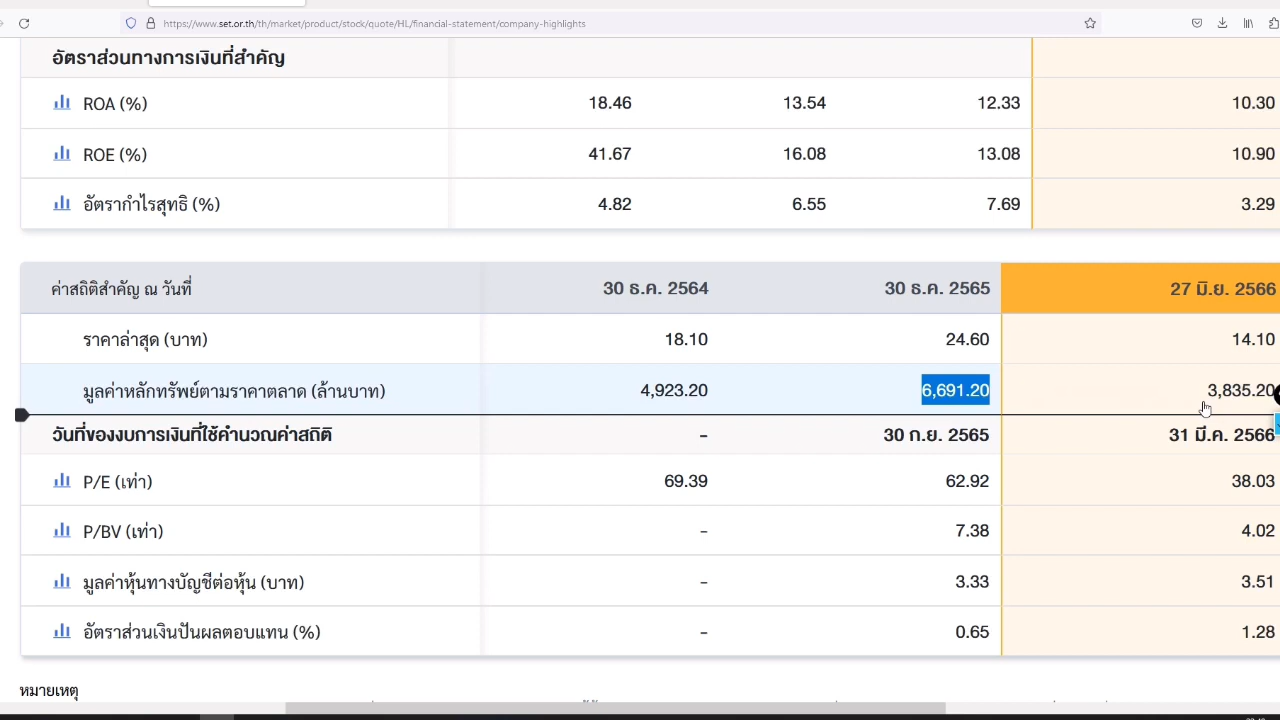 https://www.set.or.th/th/market/product/stock/quote/HL/financial-statement/company-highlights
อัตราส่วนทางการเงินที่สำคัญ
ROA (%) 18.46 13.54 12.33 10.30
ROE (%) 41.67 16.08 13.08 10.90
อัตรากำไรสุทธิ (%) 4.82 6.55 7.69 3.29
ค่าสถิติสำคัญ ณ วันที่ 30 ธ.ค. 2564 30 ธ.ค. 2565 27 มิ.ย. 2566
ราคาล่าสุด (บาท) 18.10 24.60 14.10
มูลค่าหลักทรัพย์ตามราคาตลาด (ล้านบาท) 4,923.20 6,691.20 3,835.20
วันที่ของงบการเงินที่ใช้คำนวณค่าสถิติ - 30 ก.ย. 2565 31 มี.ค. 2566
P/E (เท่า) 69.39 62.92 38.03
P/BV (เท่า) - 7.38 4.02
มูลค่าหุ้นทางบัญชีต่อหุ้น (บาท) - 3.33 3.51
อัตราส่วนเงินปันผลตอบแทน (%) - 0.65 1.28
หมายเหตุ